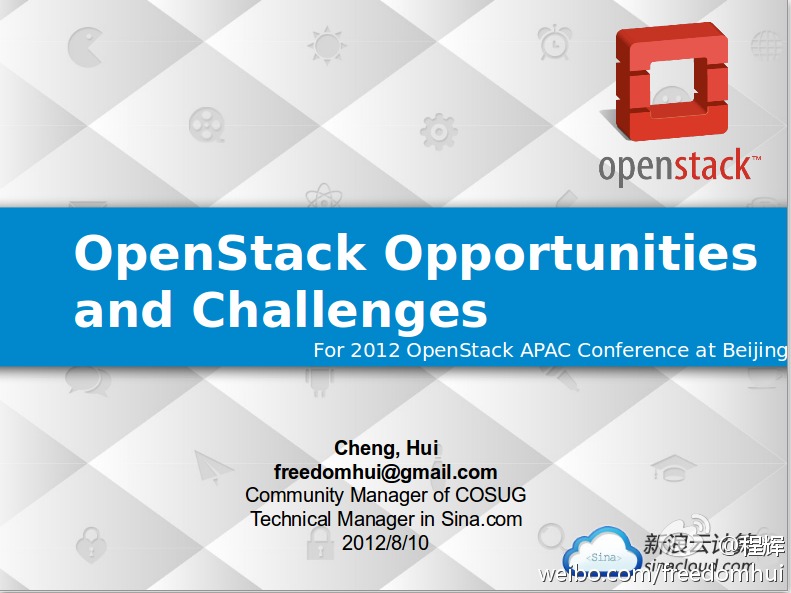 openstack™
OpenStack Opportunities
and Challenges
For 2012 OpenStack APAC Conference at Beijing
Cheng, Hui
freedomhui@gmail.com
Community Manager of COSUG
Technical Manager in Sina.com
2012/8/10
<Sina>
新浪云计算
@程辉
sinacloud.com
weibo.com/freedomhui